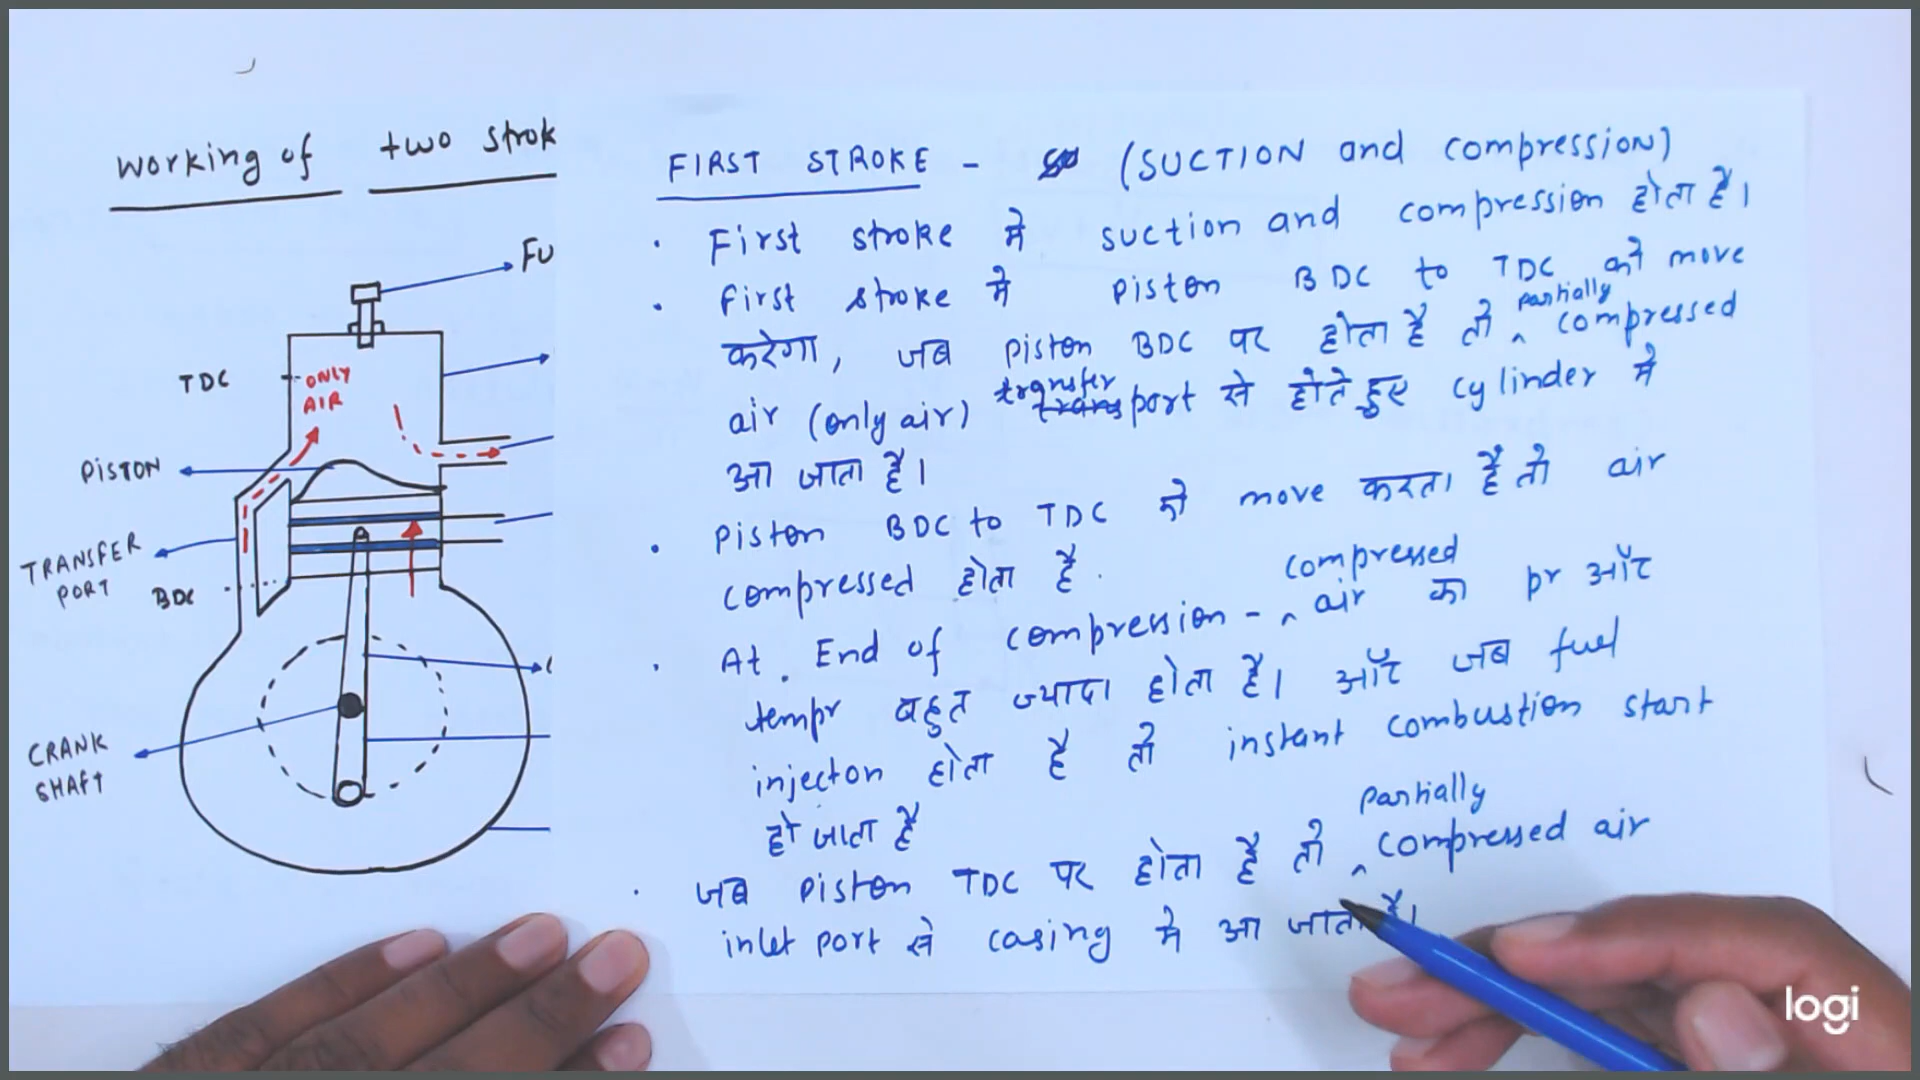 working of two strok
FU
TDC
ONLY
AIR
PISTON
TRANSFER
PORT
BDC
CRANK
SHAFT
FIRST STROKE - (SUCTION and compression)
• First stroke मे suction and compression होता है।
• First stroke मे piston BDC to TDC को move
करेगा, जब piston BDC पर होता है तो partially compressed
air (only air) transfer port से होते हुए cylinder मे
आ जाता है।
• piston BDC to TDC को move करता है तो air
compressed होता है.
• At End of compression - compressed air का pr और
tempr बहुत ज्यादा होता है। और जब fuel
injecton होता है तो instant combustion start
हो जाता है
• जब piston TDC पर होता है तो partially compressed air
inlet port से casing मे आ जाता है।
logi